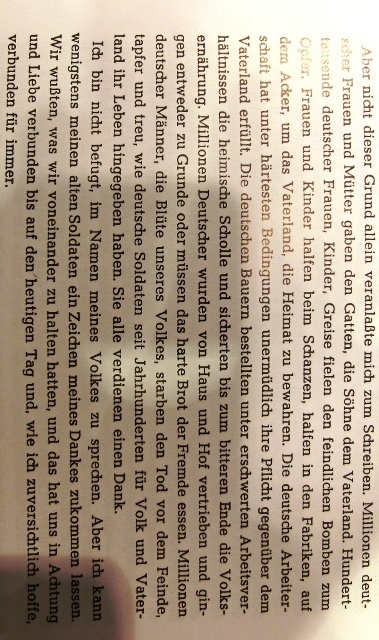 Aber nicht dieser Grund allein veranlaßte mich zum Schreiben. Millionen deut-
scher Frauen und Mütter gaben den Gatten, die Söhne dem Vaterland. Hundert-
tausende deutscher Frauen, Kinder, Greise fielen den feindlichen Bomben zum
Opfer. Frauen und Kinder halfen beim Schanzen, halfen in den Fabriken, auf
dem Acker, um das Vaterland, die Heimat zu bewahren. Die deutsche Arbeiter-
schaft hat unter härtesten Bedingungen unermüdlich ihre Pflicht gegenüber dem
Vaterland erfüllt. Die deutschen Bauern bestellten unter erschwerten Arbeitsver-
hältnissen die heimische Scholle und sicherten bis zum bitteren Ende die Volks-
ernährung. Millionen Deutscher wurden von Haus und Hof vertrieben und gin-
gen entweder zu Grunde oder müssen das harte Brot der Fremde essen. Millionen
deutscher Männer, die Blüte unseres Volkes, starben den Tod vor dem Feinde,
tapfer und treu, wie deutsche Soldaten seit Jahrhunderten für Volk und Vater-
land ihr Leben hingegeben haben. Sie alle verdienen einen Dank.
Ich bin nicht befugt, im Namen meines Volkes zu sprechen. Aber ich kann
wenigstens meinen alten Soldaten ein Zeichen meines Dankes zukommen lassen.
Wir wußten, was wir voneinander zu halten hatten, und das hat uns in Achtung
und Liebe verbunden bis auf den heutigen Tag und, wie ich zuversichtlich hoffe,
verbunden für immer.